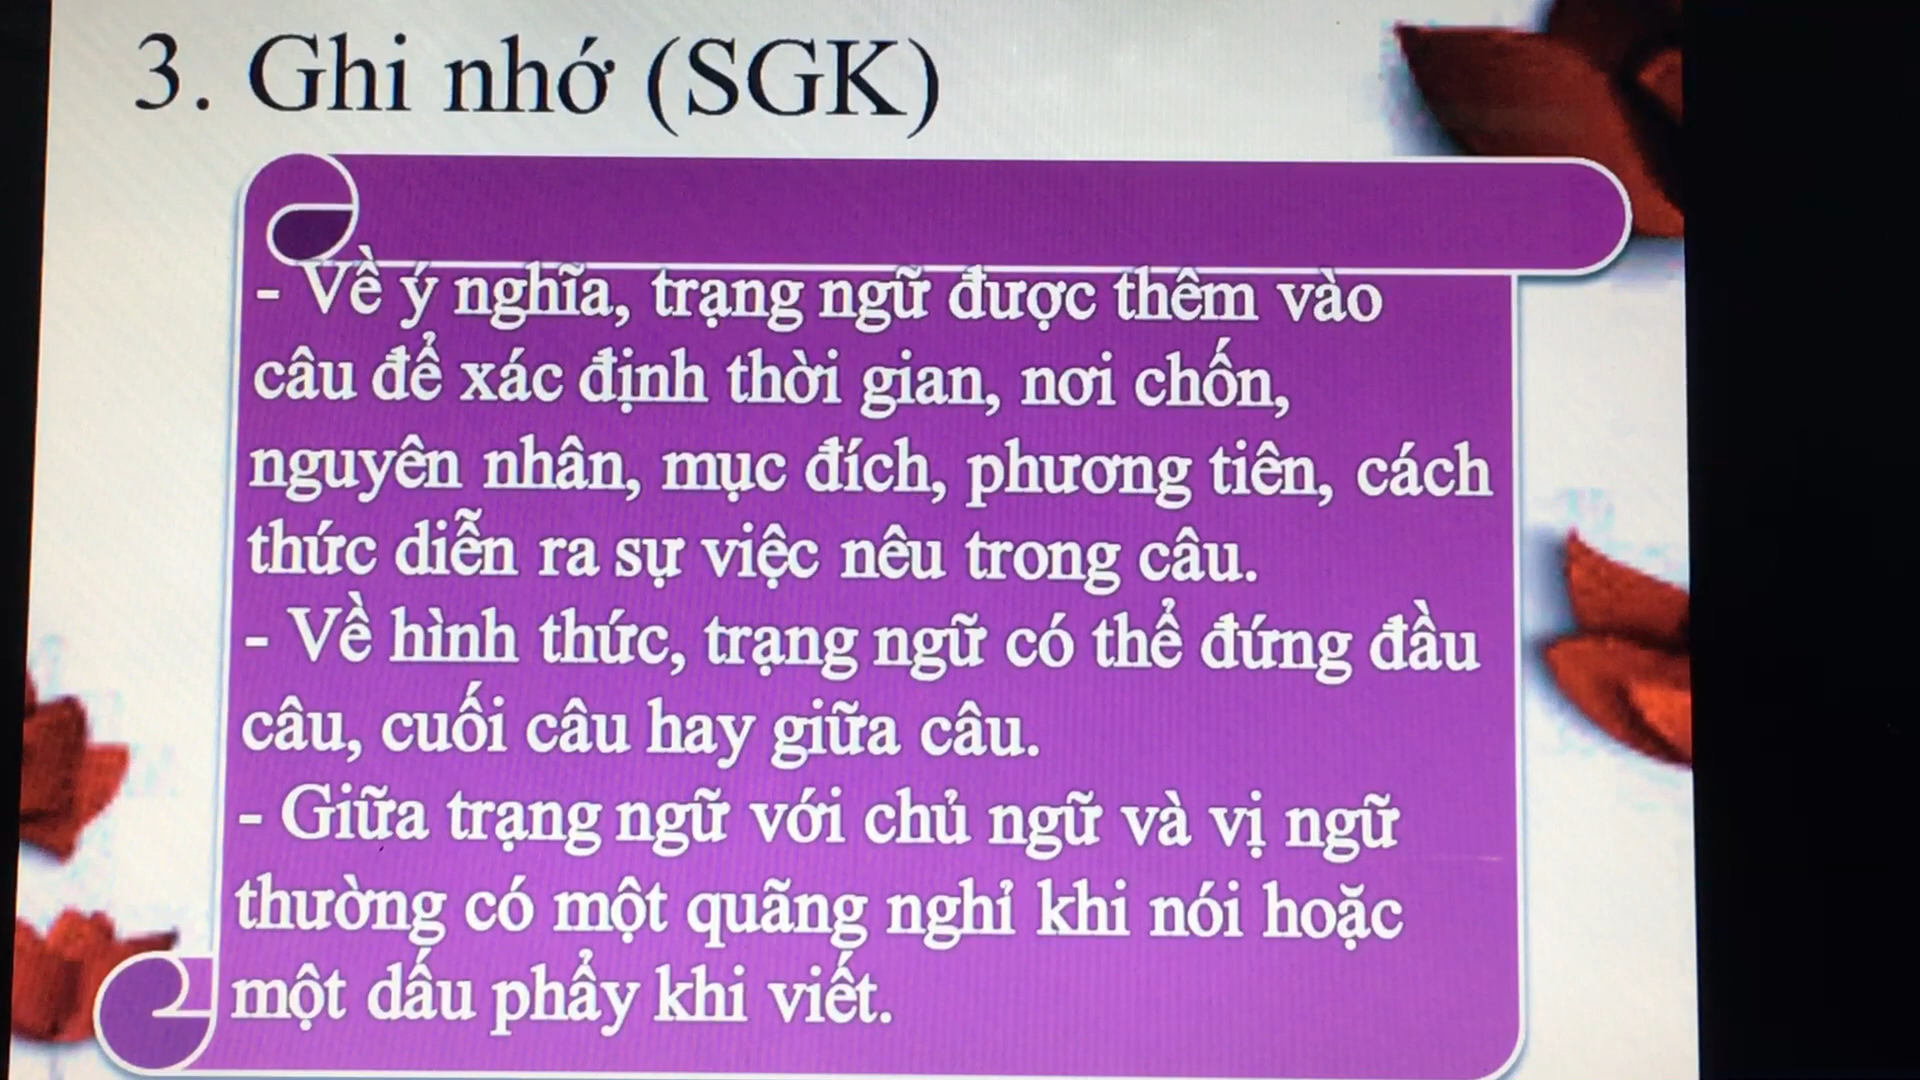 3. Ghi nhớ (SGK)
- Về ý nghĩa, trạng ngữ được thêm vào
câu để xác định thời gian, nơi chốn,
nguyên nhân, mục đích, phương tiên, cách
thức diễn ra sự việc nêu trong câu.
- Về hình thức, trạng ngữ có thể đứng đầu
câu, cuối câu hay giữa câu.
- Giữa trạng ngữ với chủ ngữ và vị ngữ
thường có một quãng nghỉ khi nói hoặc
một dấu phẩy khi viết.